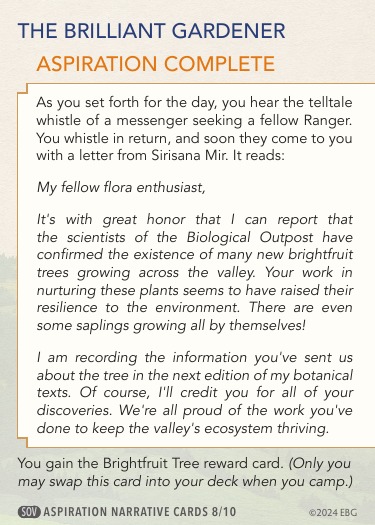 THE BRILLIANT GARDENER
ASPIRATION COMPLETE
As you set forth for the day, you hear the telltale
whistle of a messenger seeking a fellow Ranger.
You whistle in return, and soon they come to you
with a letter from Sirisana Mir. It reads:
My fellow flora enthusiast,
It's with great honor that I can report that
the scientists of the Biological Outpost have
confirmed the existence of many new brightfruit
trees growing across the valley. Your work in
nurturing these plants seems to have raised their
resilience to the environment. There are even
some saplings growing all by themselves!
I am recording the information you've sent us
about the tree in the next edition of my botanical
texts. Of course, I'll credit you for all of your
discoveries. We're all proud of the work you've
done to keep the valley's ecosystem thriving.
You gain the Brightfruit Tree reward card. (Only you
may swap this card into your deck when you camp.)
SOV ASPIRATION NARRATIVE CARDS 8/10 ©2024 EBG